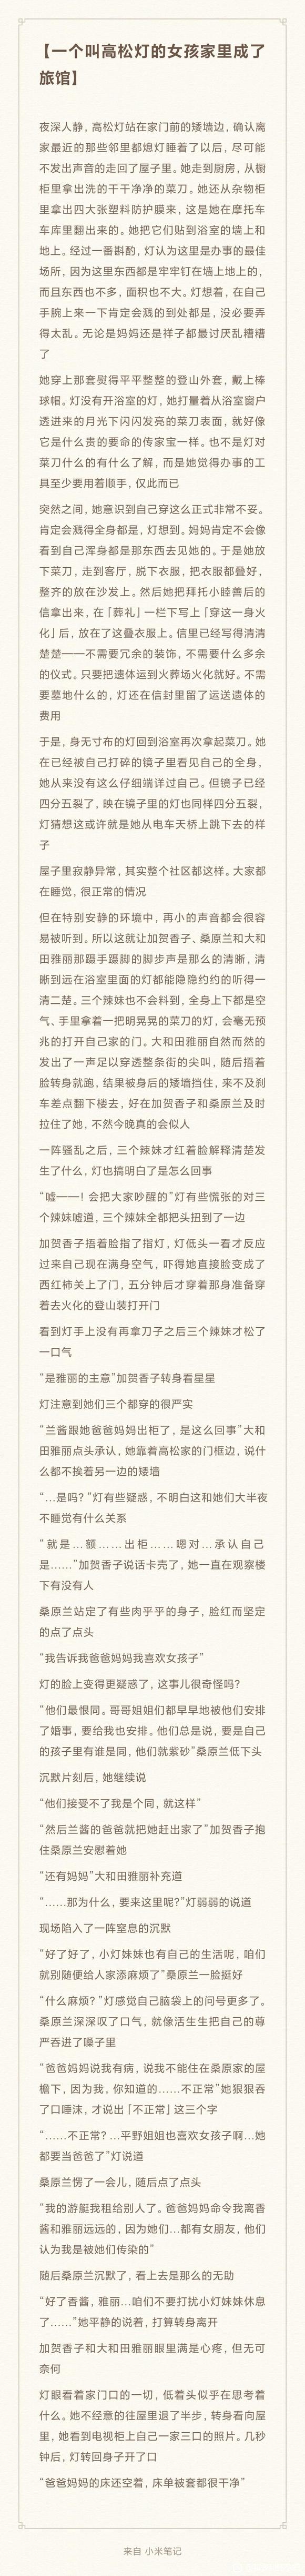 【一个叫高松灯的女孩家里成了
旅馆】
夜深人静，高松灯站在家门前的矮墙边，确认离
家最近的那些邻里都熄灯睡着了以后，尽可能
不发出声音的走回了屋子里。她走到厨房，从橱
柜里拿出洗的干干净净的菜刀。她还从杂物柜
里拿出四大张塑料防护膜来，这是她在摩托车
车库里翻出来的。她把它们贴到浴室的墙上和
地上。经过一番斟酌，灯认为这里是办事的最佳
场所，因为这里东西都是牢牢钉在墙上地上的，
而且东西也不多，面积也不大。灯想着，在自己
手腕上来一下肯定会溅的到处都是，没必要弄
得太乱。无论是妈妈还是祥子都最讨厌乱糟糟
了
她穿上那套熨得平平整整的登山外套，戴上棒
球帽。灯没有开浴室的灯，她打量着从浴室窗户
透进来的月光下闪闪发亮的菜刀表面，就好像
它是什么贵的要命的传家宝一样。也不是灯对
菜刀什么的有什么了解，而是她觉得办事的工
具至少要用着顺手，仅此而已
突然之间，她意识到自己穿这么正式非常不妥。
肯定会溅得全身都是，灯想到。妈妈肯定不会像
看到自己浑身都是那东西去见她的。于是她放
下菜刀，走到客厅，脱下衣服，把衣服都叠好，
整齐的放在沙发上。然后她把拜托小睦善后的
信拿出来，在「葬礼」一栏下写上「穿这一身火
化」后，放在了这叠衣服上。信里已经写得清清
楚楚——不需要冗余的装饰，不需要什么多余
的仪式。只要把遗体运到火葬场火化就好。不需
要墓地什么的，灯还在信封里留了运送遗体的
费用
于是，身无寸布的灯回到浴室再次拿起菜刀。她
在已经被自己打碎的镜子里看见自己的全身，
她从来没有这么仔细端详过自己。但镜子已经
四分五裂了，映在镜子里的灯也同样四分五裂，
灯猜想这或许就是她从电车天桥上跳下去的样
子
屋子里寂静异常，其实整个社区都这样。大家都
在睡觉，很正常的情况
但在特别安静的环境中，再小的声音都会很容
易被听到。所以这就让加贺香子、桑原兰和大和
田雅丽那蹑手蹑脚的脚步声是那么的清晰，清
晰到远在浴室里面的灯都能隐隐约约的听得一
清二楚。三个辣妹也不会料到，全身上下都是空
气、手里拿着一把明晃晃的菜刀的灯，会毫无预
兆的打开自己家的门。大和田雅丽自然而然的
发出了一声足以穿透整条街的尖叫，随后捂着
脸转身就跑，结果被身后的矮墙挡住，来不及刹
车差点翻下楼去，好在加贺香子和桑原兰及时
拉住了她，不然今晚真的会似人
一阵骚乱之后，三个辣妹才红着脸解释清楚发
生了什么，灯也搞明白了是怎么回事
“嘘——！会把大家吵醒的”灯有些慌张的对三
个辣妹嘘道，三个辣妹全都把头扭到了一边
加贺香子捂着脸指了指灯，灯低头一看才反应
过来自己现在满身空气，吓得她直接脸变成了
西红柿关上了门，五分钟后才穿着那身准备穿
着去火化的登山装打开门
看到灯手上没有再拿刀子之后三个辣妹才松了
一口气
“是雅丽的主意”加贺香子转身看星星
灯注意到她们三个都穿的很严实
“兰酱跟她爸爸妈妈出柜了，是这么回事”大和
田雅丽点头承认，她靠着高松家的门框边，说什
么都不挨着另一边的矮墙
“…是吗？”灯有些疑惑，不明白这和她们大半夜
不睡觉有什么关系
“就是…额……出柜……嗯对…承认自己
是……”加贺香子说话卡壳了，她一直在观察楼
下有没有人
桑原兰站定了有些肉乎乎的身子，脸红而坚定
的点了点头
“我告诉我爸爸妈妈我喜欢女孩子”
灯的脸上变得更疑惑了，这事儿很奇怪吗？
“他们最恨同。哥哥姐姐们都早早地被他们安排
了婚事，要给我也安排。他们总是说，要是自己
的孩子里有谁是同，他们就紫砂”桑原兰低下头
沉默片刻后，她继续说
“他们接受不了我是个同，就这样”
“然后兰酱的爸爸就把她赶出家了”加贺香子抱
住桑原兰安慰着她
“还有妈妈”大和田雅丽补充道
“……那为什么，要来这里呢？”灯弱弱的说道
现场陷入了一阵窒息的沉默
“好了好了，小灯妹妹也有自己的生活呢，咱们
就别随便给人家添麻烦了”桑原兰一脸挺好
“什么麻烦？”灯感觉自己脑袋上的问号更多了。
桑原兰深深叹了口气，就像活生生把自己的尊
严吞进了嗓子里
“爸爸妈妈说我有病，说我不能住在桑原家的屋
檐下，因为我，你知道的……不正常”她狠狠吞
了口唾沫，才说出「不正常」这三个字
“……不正常？…平野姐姐也喜欢女孩子啊…她
都要当爸爸了”灯说道
桑原兰愣了一会儿，随后点了点头
“我的游艇我租给别人了。爸爸妈妈命令我离香
酱和雅丽远远的，因为她们…都有女朋友，他们
认为我是被她们传染的”
随后桑原兰沉默了，看上去是那么的无助
“好了香酱，雅丽…咱们不要打扰小灯妹妹休息
了……”她平静的说着，打算转身离开
加贺香子和大和田雅丽眼里满是心疼，但无可
奈何
灯眼看着家门口的一切，低着头似乎在思考着
什么。她不经意的往屋里退了半步，转身看向屋
里，她看到电视柜上自己一家三口的照片。几秒
钟后，灯转回身子开了口
“爸爸妈妈的床还空着，床单被套都很干净”
来自 小米笔记